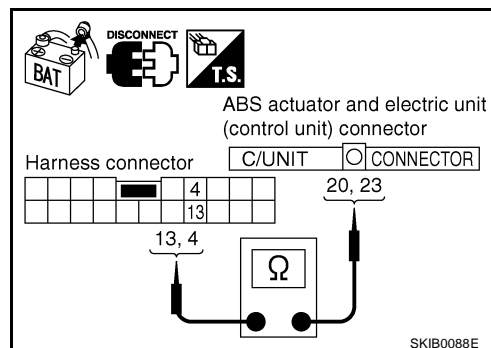 BAT
DISCONNECT
T.S.
ABS actuator and electric unit
(control unit) connector
C/UNIT CONNECTOR
Harness connector
4
13
20, 23
13, 4
Ω
SKIB0088E